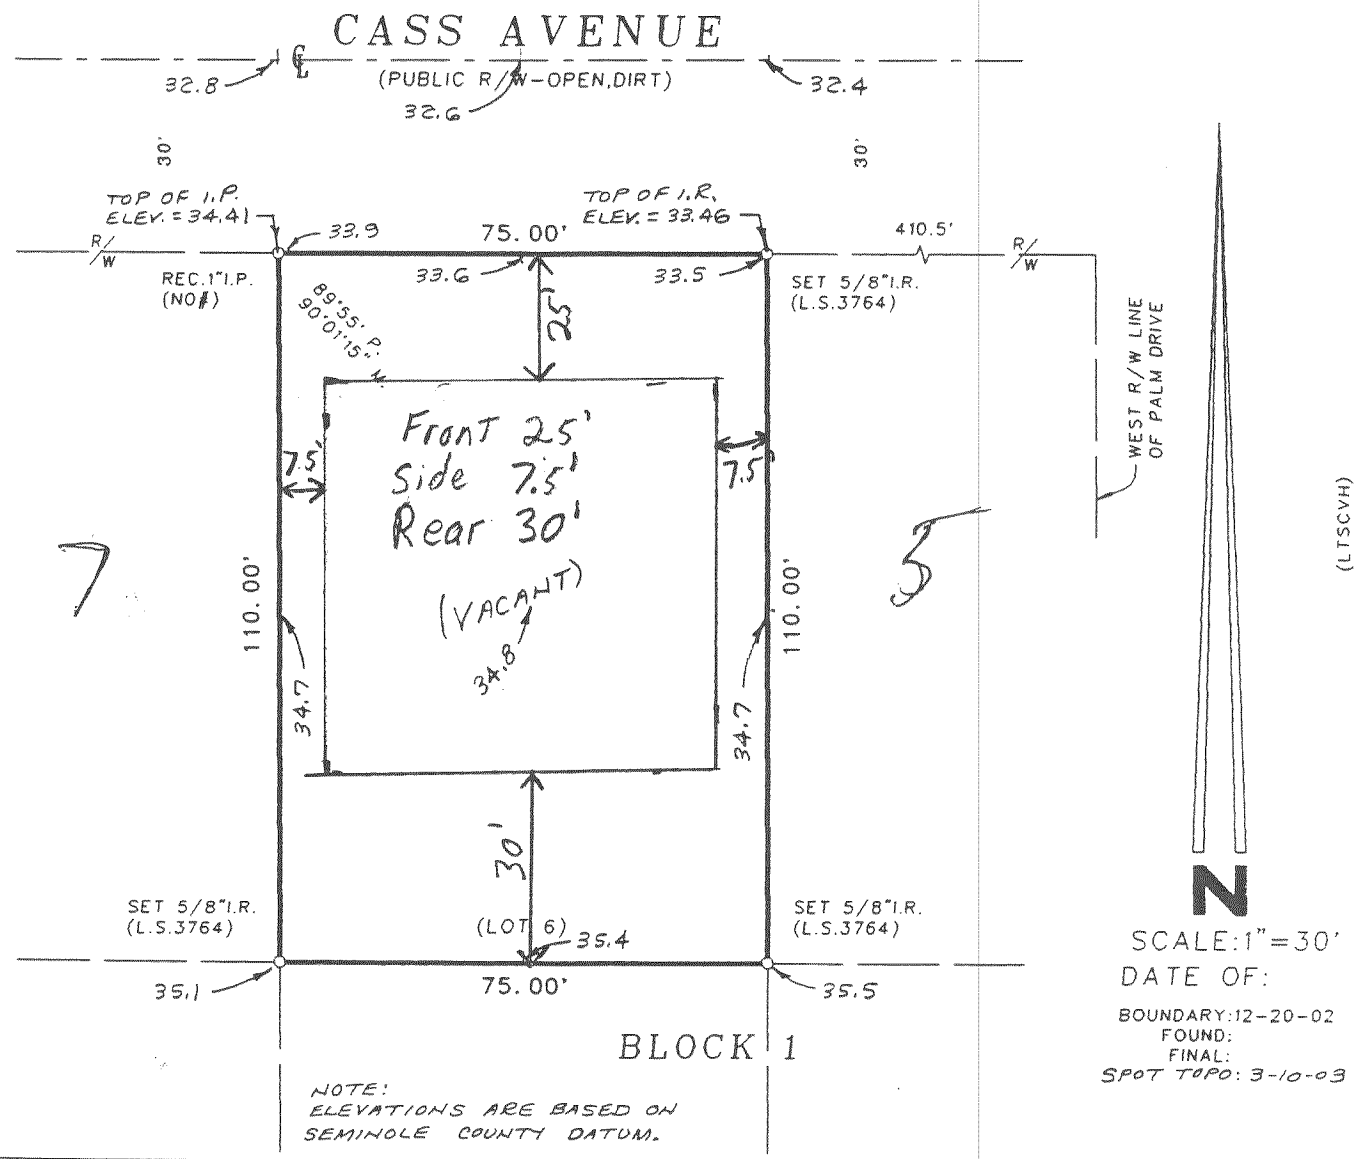 CASS AVENUE
℄
(PUBLIC R/W-OPEN,DIRT)
32.8
32.6
32.4
30'
30'
TOP OF I.P.
ELEV.=34.41
TOP OF I.R.
ELEV.=33.46
33.9
75.00'
410.5'
R/W
R/W
33.6
33.5
REC.1"I.P.
(NO#)
SET 5/8"I.R.
(L.S.3764)
89°55' P.
90°01'15" M.
25'
WEST R/W LINE
OF PALM DRIVE
Front 25'
Side 7.5'
Rear 30'
7.5'
7.5'
(VACANT)
34.8
7
5
110.00'
110.00'
34.7
34.7
(LTSCVH)
30'
SET 5/8"I.R.
(L.S.3764)
(LOT 6)
35.4
SET 5/8"I.R.
(L.S.3764)
35.1
75.00'
35.5
N
SCALE:1"=30'
DATE OF:
BOUNDARY:12-20-02
FOUND:
FINAL:
SPOT TOPO: 3-10-03
BLOCK 1
NOTE:
ELEVATIONS ARE BASED ON
SEMINOLE COUNTY DATUM.